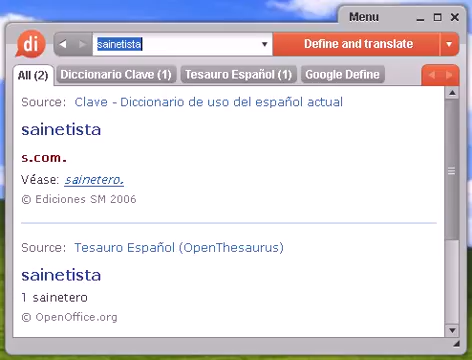 Menu
di
sainetista
Define and translate
All (2)
Diccionario Clave (1)
Tesauro Español (1)
Google Define
Source: Clave - Diccionario de uso del español actual
sainetista
s.com.
Véase: sainetero.
© Ediciones SM 2006
Source: Tesauro Español (OpenThesaurus)
sainetista
1 sainetero
© OpenOffice.org